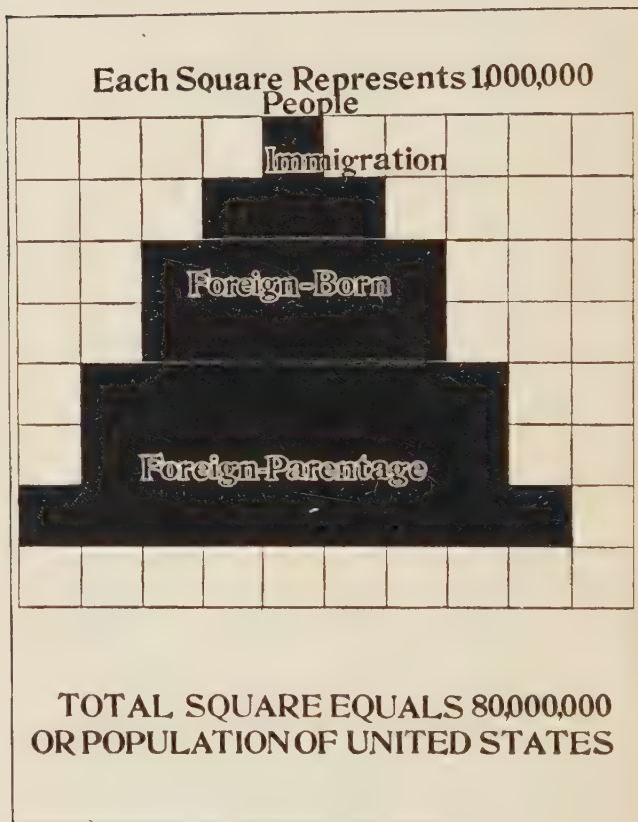 Each Square Represents 1,000,000
People
Immigration
Foreign-Born
Foreign-Parentage
TOTAL SQUARE EQUALS 80,000,000
OR POPULATION OF UNITED STATES